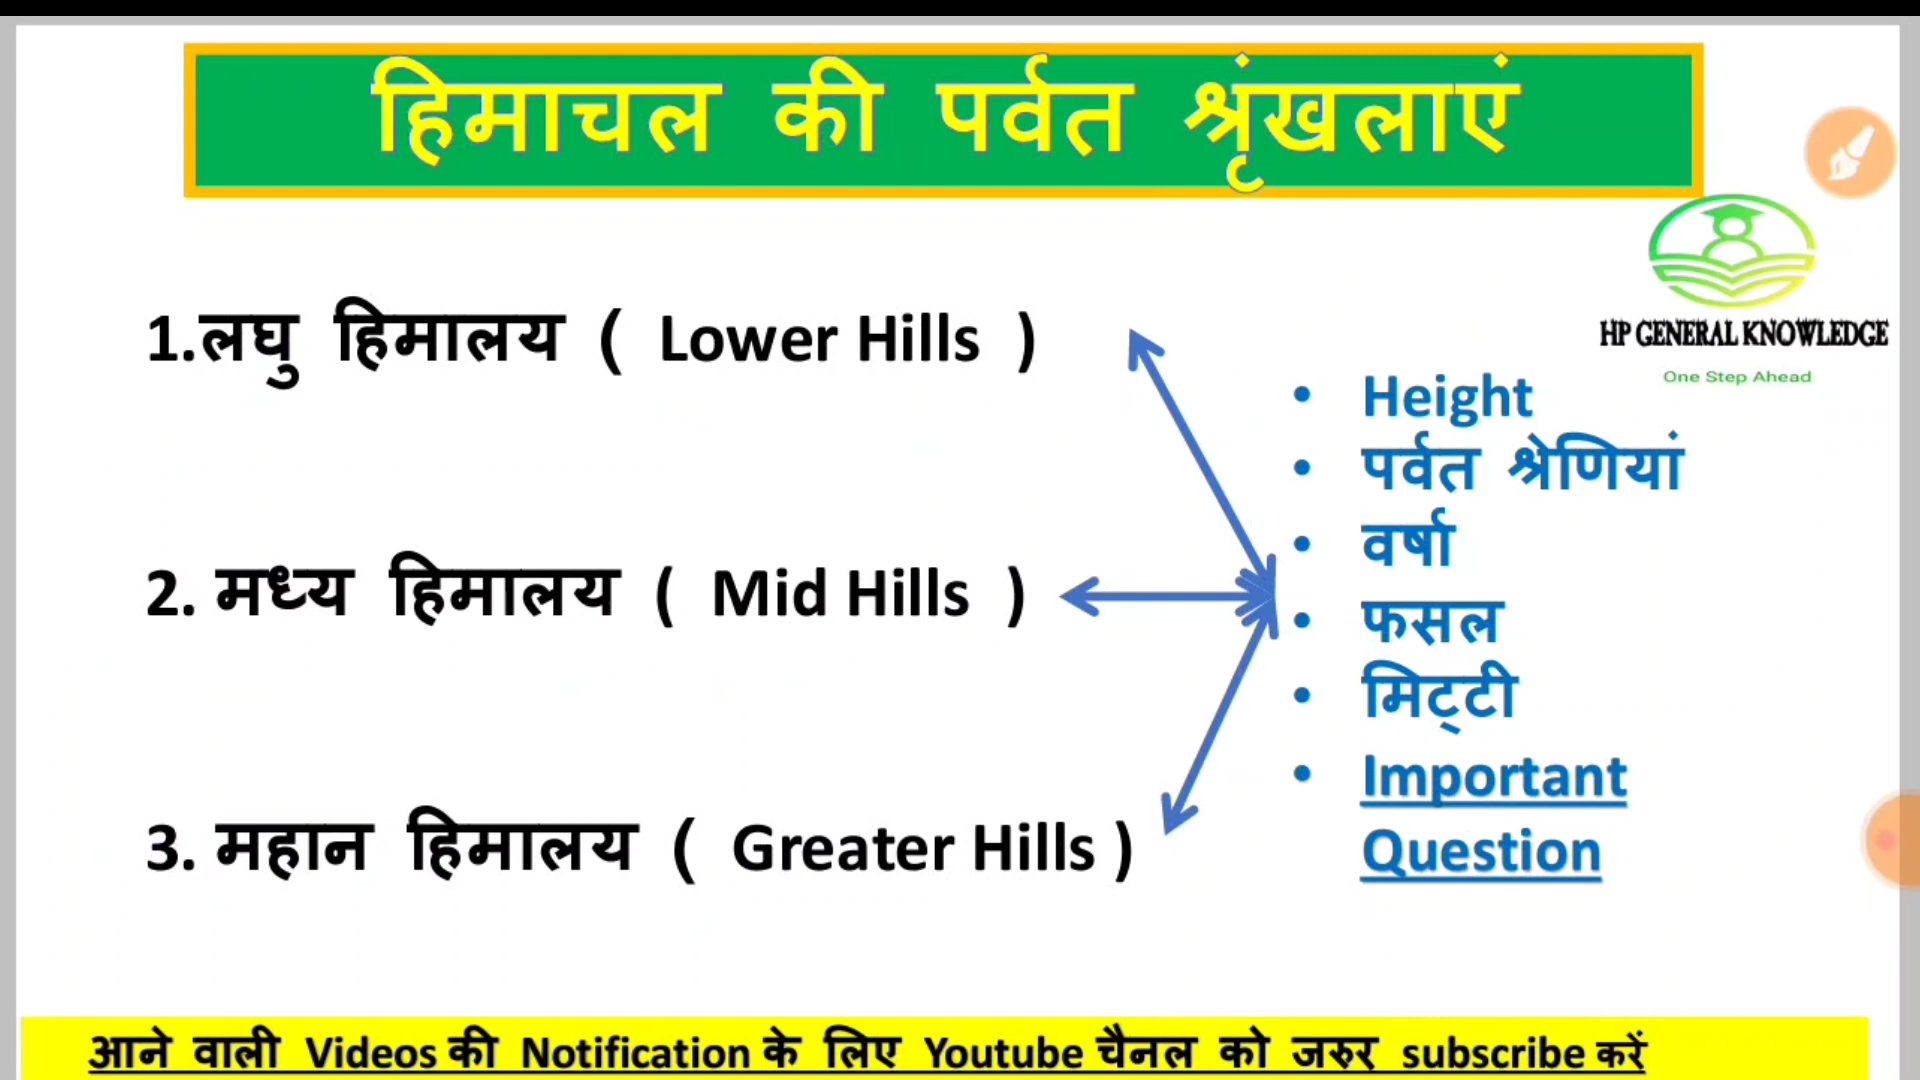 हिमाचल की पर्वत श्रृंखलाएं
HP GENERAL KNOWLEDGE
One Step Ahead
1.लघु हिमालय ( Lower Hills )
2. मध्य हिमालय ( Mid Hills )
3. महान हिमालय ( Greater Hills )
• Height
• पर्वत श्रेणियां
• वर्षा
• फसल
• मिट्टी
• Important
Question
आने वाली Videos की Notification के लिए Youtube चैनल को जरुर subscribe करें